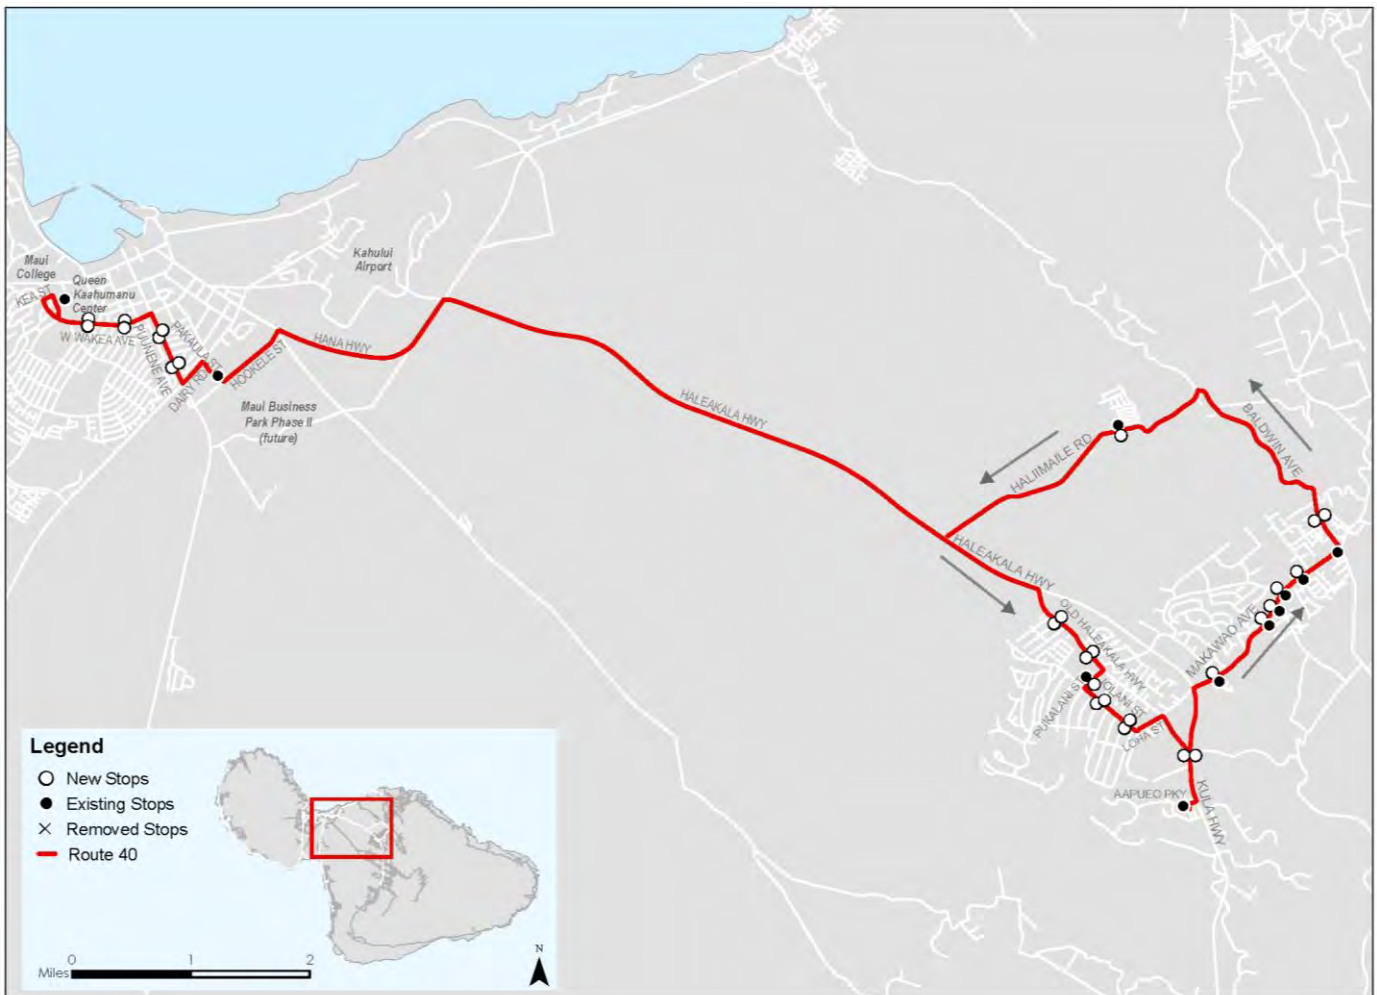 Kahului
Airport
Maui
College
Queen
Kaahumanu
Center
KEA ST
W WAKEA AVE
PUUNENE AVE
PAKAULA ST
DAIRY RD
HOOKELE ST
HANA HWY
Maui Business
Park Phase II
(future)
HALEAKALA HWY
HALIIMAILE RD
BALDWIN AVE
HALEAKALA HWY
OLD HALEAKALA HWY
MAKAWAO AVE
PUKALANI ST
IOLANI ST
LOHA ST
AAPUEO PKY
KULA HWY
Legend
New Stops
Existing Stops
Removed Stops
Route 40
0 1 2
Miles
N